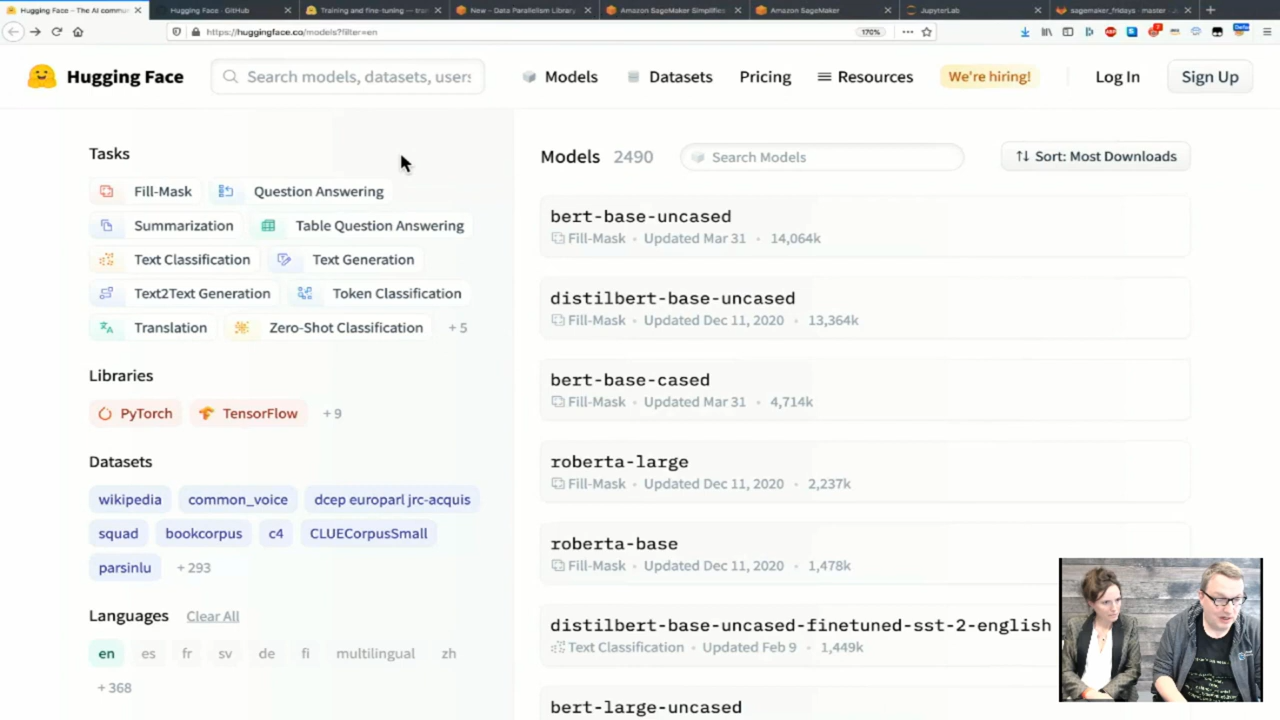 Hugging Face – The AI commu
Hugging Face · GitHub
Training and fine-tuning — tran
New – Data Parallelism Library
Amazon SageMaker Simplifies
Amazon SageMaker
JupyterLab
sagemaker_fridays · master
https://huggingface.co/models?filter=en
170%
Hugging Face
Search models, datasets, users
Models
Datasets
Pricing
Resources
We're hiring!
Log In
Sign Up
Tasks
Fill-Mask Question Answering
Summarization Table Question Answering
Text Classification Text Generation
Text2Text Generation Token Classification
Translation Zero-Shot Classification + 5
Libraries
PyTorch TensorFlow + 9
Datasets
wikipedia common_voice dcep europarl jrc-acquis
squad bookcorpus c4 CLUECorpusSmall
parsinlu + 293
Languages Clear All
en es fr sv de fi multilingual zh
+ 368
Models 2490 Search Models Sort: Most Downloads
bert-base-uncased
Fill-Mask • Updated Mar 31 • 14,064k
distilbert-base-uncased
Fill-Mask • Updated Dec 11, 2020 • 13,364k
bert-base-cased
Fill-Mask • Updated Mar 31 • 4,714k
roberta-large
Fill-Mask • Updated Dec 11, 2020 • 2,237k
roberta-base
Fill-Mask • Updated Dec 11, 2020 • 1,478k
distilbert-base-uncased-finetuned-sst-2-english
Text Classification • Updated Feb 9 • 1,449k
bert-large-uncased